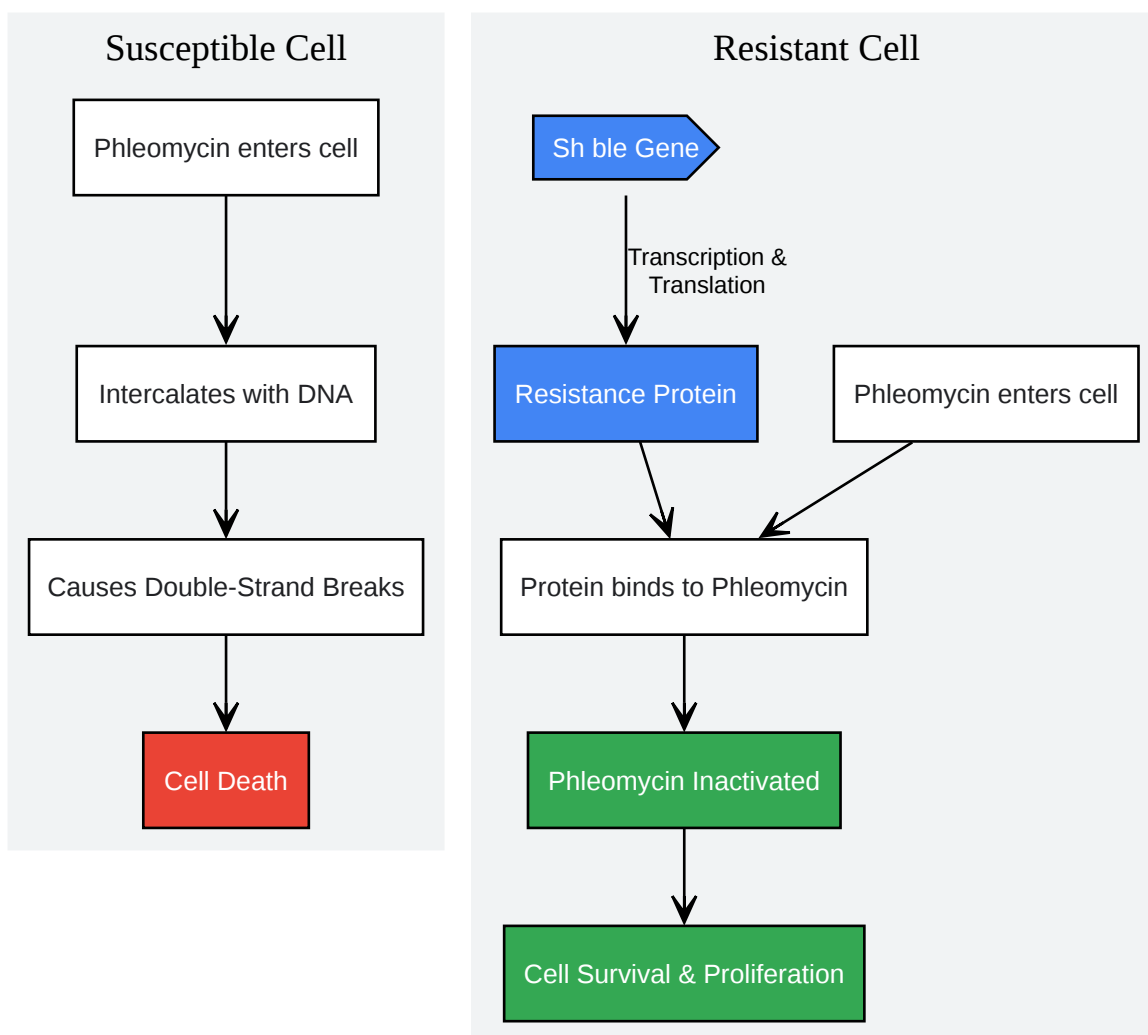 Susceptible Cell
Phleomycin enters cell
Intercalates with DNA
Causes Double-Strand Breaks
Cell Death
Resistant Cell
Sh ble Gene
Transcription &
Translation
Resistance Protein
Phleomycin enters cell
Protein binds to Phleomycin
Phleomycin Inactivated
Cell Survival & Proliferation